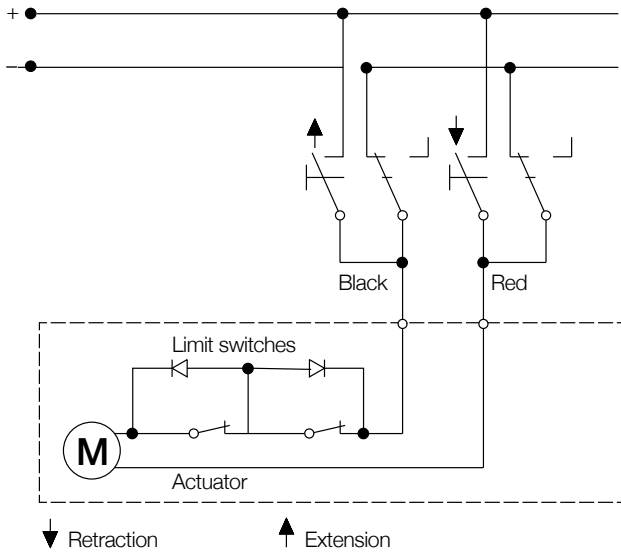 +
–
Black Red
Limit switches
M
Actuator
Retraction Extension